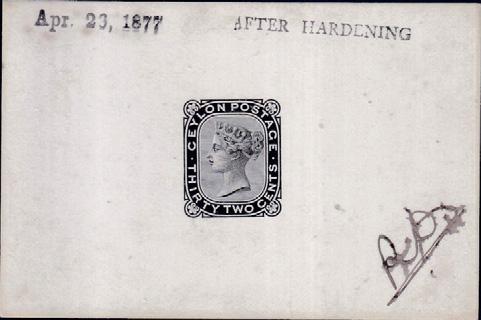 Apr. 23, 1877
AFTER HARDENING
· CEYLON POSTAGE ·
THIRTY TWO CENTS